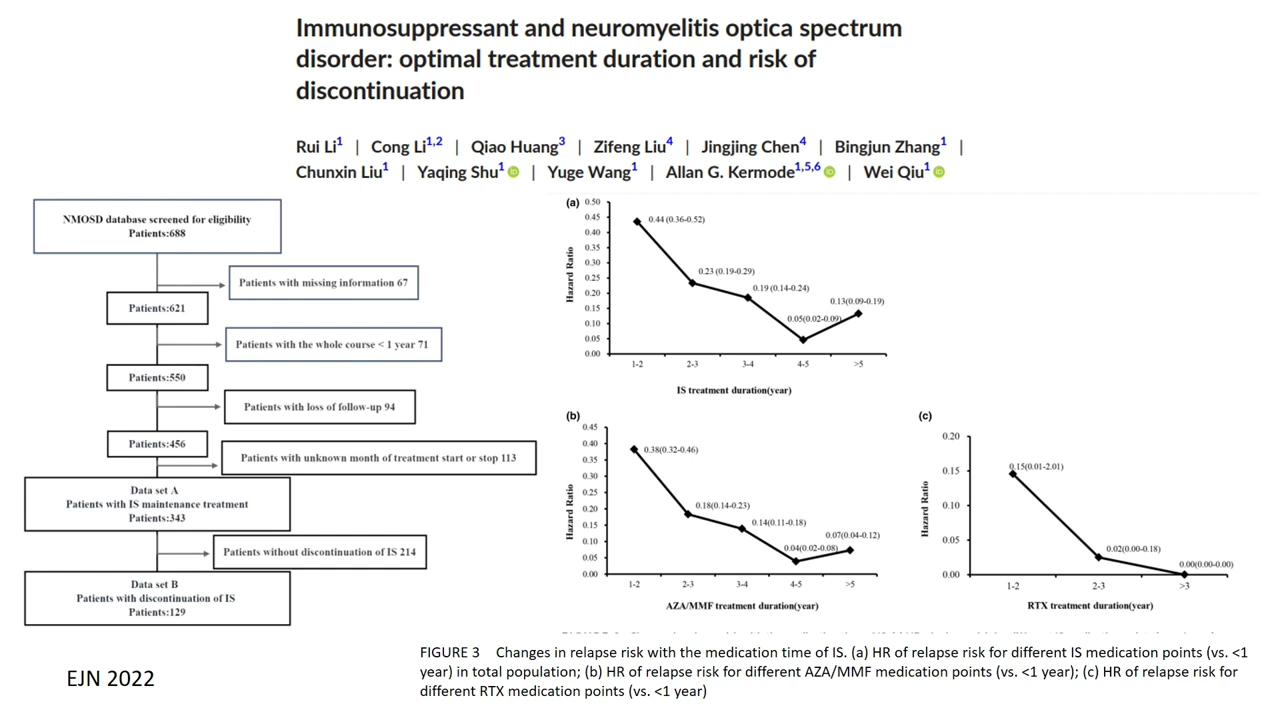 Immunosuppressant and neuromyelitis optica spectrum
disorder: optimal treatment duration and risk of
discontinuation
Rui Li1 | Cong Li1,2 | Qiao Huang3 | Zifeng Liu4 | Jingjing Chen4 | Bingjun Zhang1 |
Chunxin Liu1 | Yaqing Shu1 | Yuge Wang1 | Allan G. Kermode1,5,6 | Wei Qiu1
NMOSD database screened for eligibility
Patients:688
Patients with missing information 67
Patients:621
Patients with the whole course < 1 year 71
Patients:550
Patients with loss of follow-up 94
Patients:456
Patients with unknown month of treatment start or stop 113
Data set A
Patients with IS maintenance treatment
Patients:343
Patients without discontinuation of IS 214
Data set B
Patients with discontinuation of IS
Patients:129
(a)
Hazard Ratio
0.50
0.45
0.40
0.35
0.30
0.25
0.20
0.15
0.10
0.05
0.00
0.44 (0.36-0.52)
0.23 (0.19-0.29)
0.19 (0.14-0.24)
0.05(0.02-0.09)
0.13(0.09-0.19)
1-2 2-3 3-4 4-5 >5
IS treatment duration(year)
(b)
Hazard Ratio
0.45
0.40
0.35
0.30
0.25
0.20
0.15
0.10
0.05
0.00
0.38(0.32-0.46)
0.18(0.14-0.23)
0.14(0.11-0.18)
0.04(0.02-0.08)
0.07(0.04-0.12)
1-2 2-3 3-4 4-5 >5
AZA/MMF treatment duration(year)
(c)
Hazard Ratio
0.20
0.15
0.10
0.05
0.00
0.15(0.01-2.01)
0.02(0.00-0.18)
0.00(0.00-0.00)
1-2 2-3 >3
RTX treatment duration(year)
FIGURE 3 Changes in relapse risk with the medication time of IS. (a) HR of relapse risk for different IS medication points (vs. <1
year) in total population; (b) HR of relapse risk for different AZA/MMF medication points (vs. <1 year); (c) HR of relapse risk for
different RTX medication points (vs. <1 year)
EJN 2022